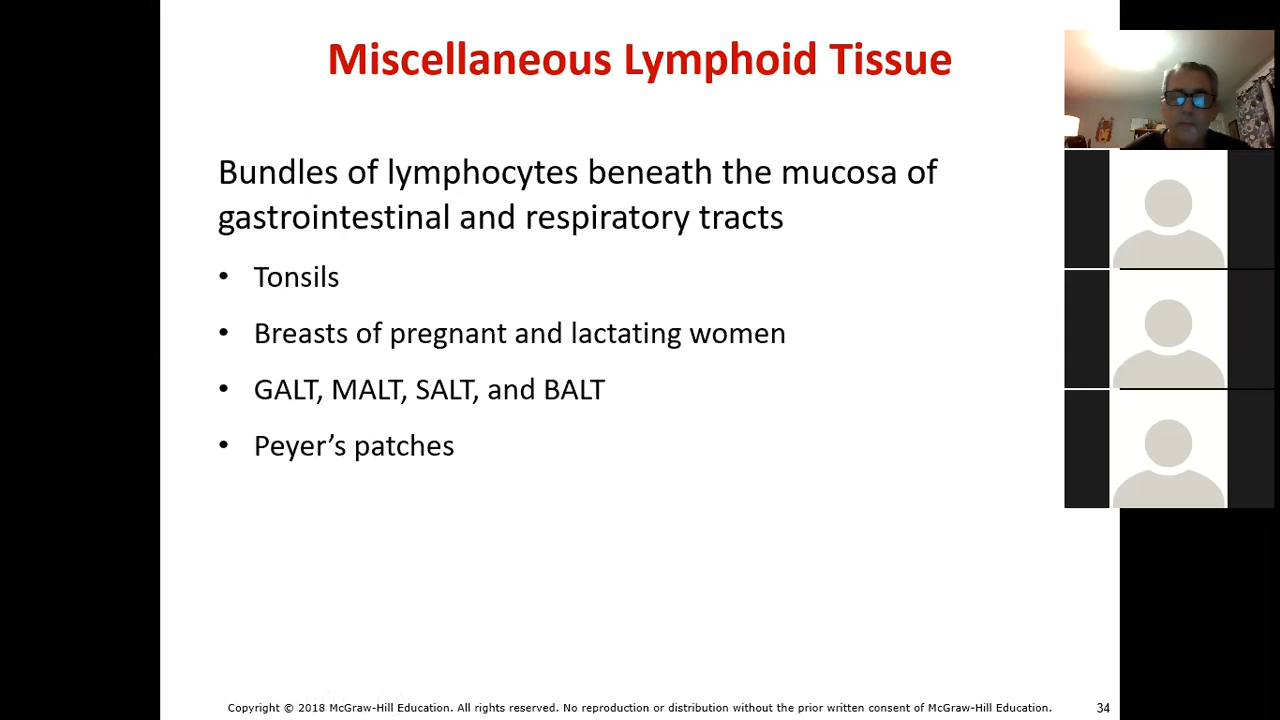 Miscellaneous Lymphoid Tissue
Bundles of lymphocytes beneath the mucosa of
gastrointestinal and respiratory tracts
• Tonsils
• Breasts of pregnant and lactating women
• GALT, MALT, SALT, and BALT
• Peyer’s patches
Copyright © 2018 McGraw-Hill Education. All rights reserved. No reproduction or distribution without the prior written consent of McGraw-Hill Education.
34